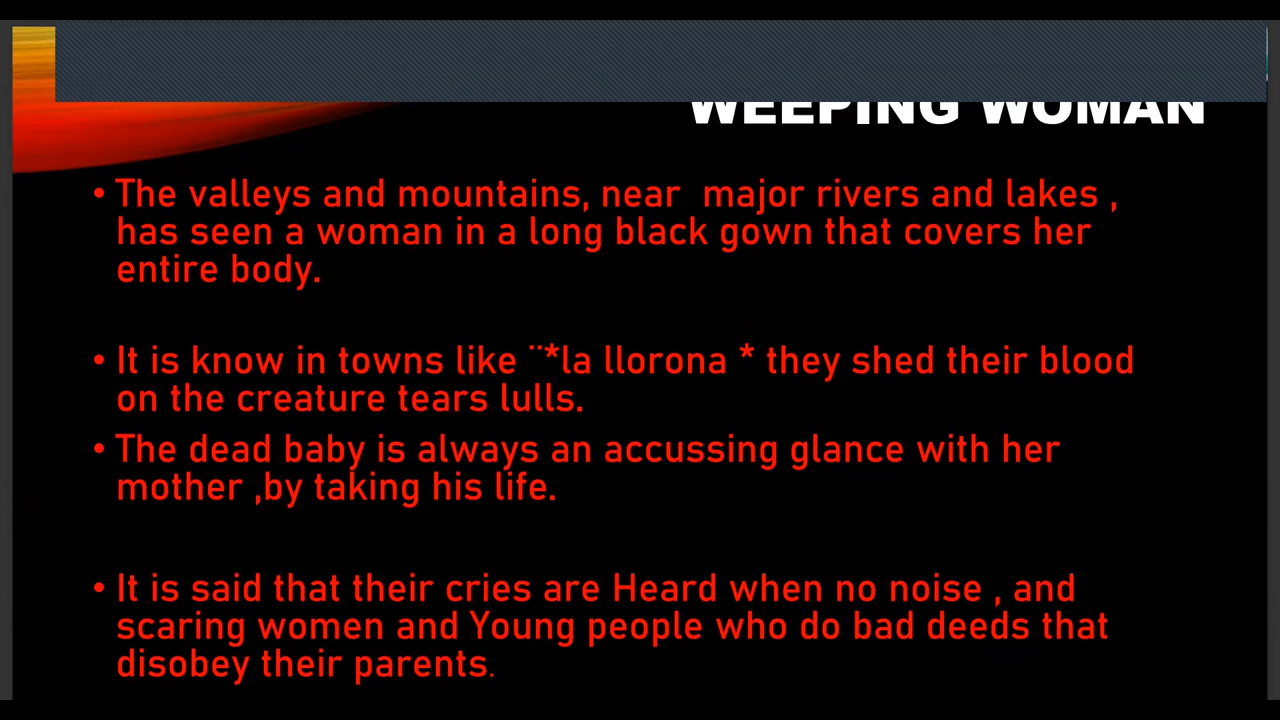 WEEPING WOMAN
• The valleys and mountains, near  major rivers and lakes ,
has seen a woman in a long black gown that covers her
entire body.
• It is know in towns like ¨*la llorona * they shed their blood
on the creature tears lulls.
• The dead baby is always an accussing glance with her
mother ,by taking his life.
• It is said that their cries are Heard when no noise , and
scaring women and Young people who do bad deeds that
disobey their parents.